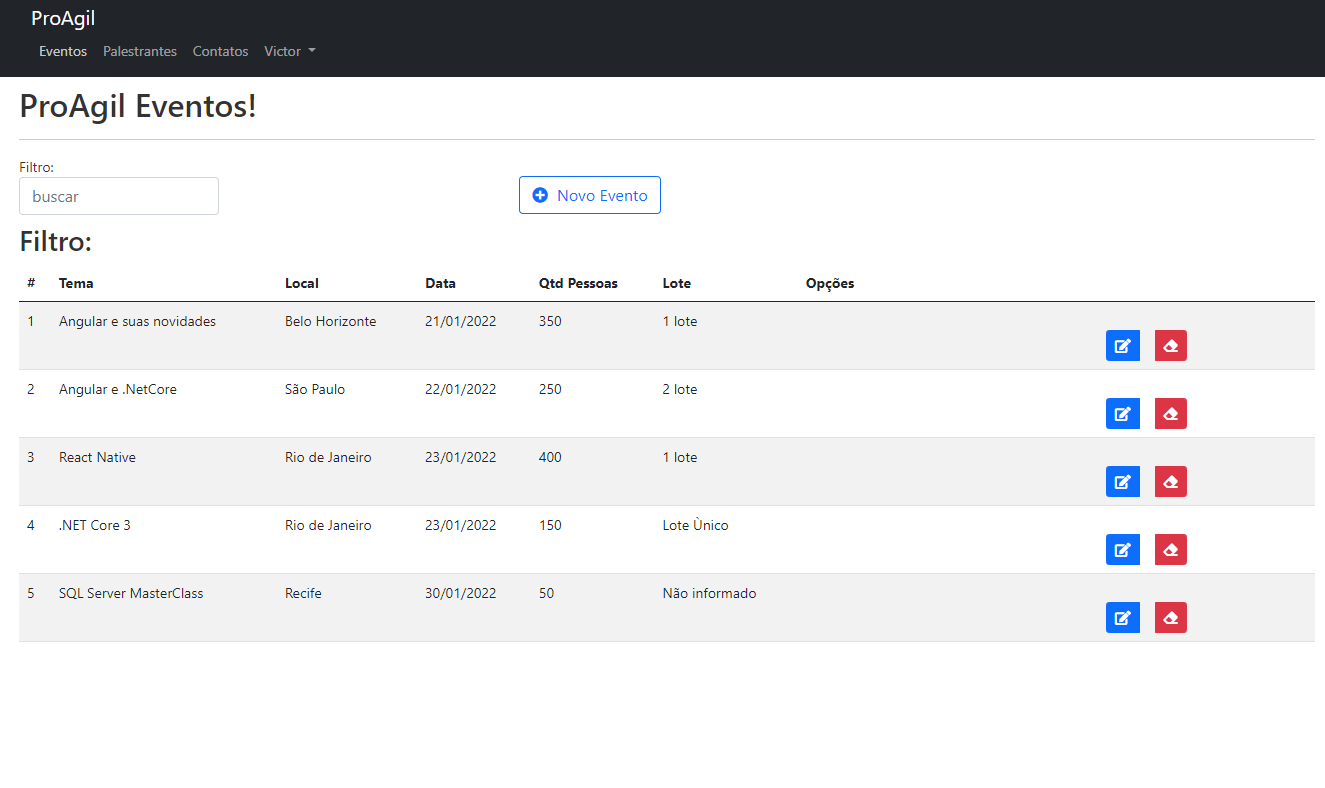 ProAgil
Eventos Palestrantes Contatos Victor
ProAgil Eventos!
Filtro:
buscar
Novo Evento
Filtro:
# Tema Local Data Qtd Pessoas Lote Opções
1 Angular e suas novidades Belo Horizonte 21/01/2022 350 1 lote
2 Angular e .NetCore São Paulo 22/01/2022 250 2 lote
3 React Native Rio de Janeiro 23/01/2022 400 1 lote
4 .NET Core 3 Rio de Janeiro 23/01/2022 150 Lote Ùnico
5 SQL Server MasterClass Recife 30/01/2022 50 Não informado